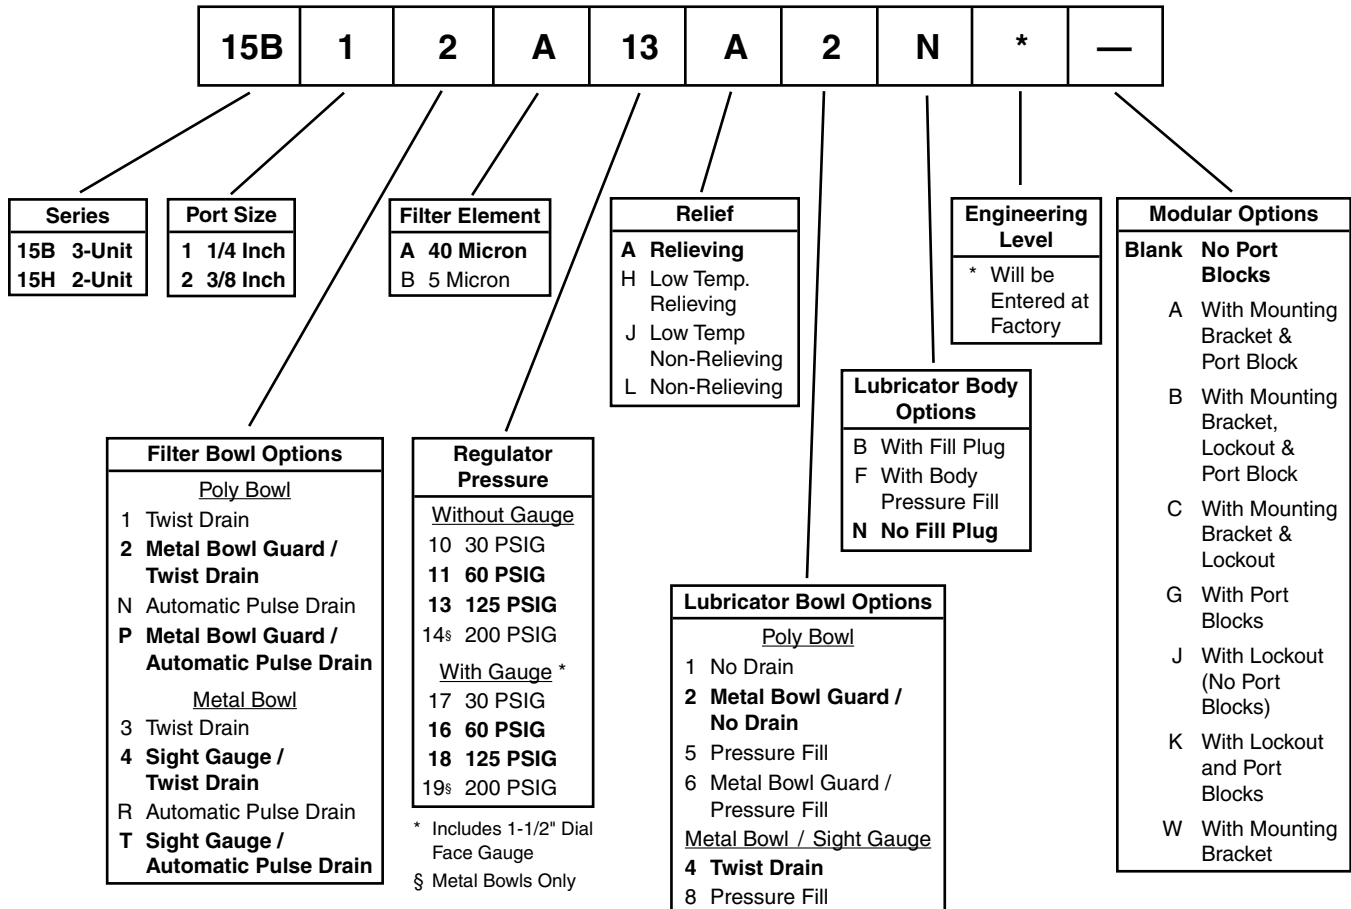 15B 1 2 A 13 A 2 N * —
Series
15B 3-Unit
15H 2-Unit
Port Size
1 1/4 Inch
2 3/8 Inch
Filter Element
A 40 Micron
B 5 Micron
Relief
A Relieving
H Low Temp.
Relieving
J Low Temp
Non-Relieving
L Non-Relieving
Engineering
Level
* Will be
Entered at
Factory
Modular Options
Blank No Port
Blocks
A With Mounting
Bracket &
Port Block
B With Mounting
Bracket,
Lockout &
Port Block
C With Mounting
Bracket &
Lockout
G With Port
Blocks
J With Lockout
(No Port
Blocks)
K With Lockout
and Port
Blocks
W With Mounting
Bracket
Lubricator Body
Options
B With Fill Plug
F With Body
Pressure Fill
N No Fill Plug
Filter Bowl Options
Poly Bowl
1 Twist Drain
2 Metal Bowl Guard /
Twist Drain
N Automatic Pulse Drain
P Metal Bowl Guard /
Automatic Pulse Drain
Metal Bowl
3 Twist Drain
4 Sight Gauge /
Twist Drain
R Automatic Pulse Drain
T Sight Gauge /
Automatic Pulse Drain
Regulator
Pressure
Without Gauge
10 30 PSIG
11 60 PSIG
13 125 PSIG
14§ 200 PSIG
With Gauge *
17 30 PSIG
16 60 PSIG
18 125 PSIG
19§ 200 PSIG
* Includes 1-1/2" Dial
Face Gauge
§ Metal Bowls Only
Lubricator Bowl Options
Poly Bowl
1 No Drain
2 Metal Bowl Guard /
No Drain
5 Pressure Fill
6 Metal Bowl Guard /
Pressure Fill
Metal Bowl / Sight Gauge
4 Twist Drain
8 Pressure Fill